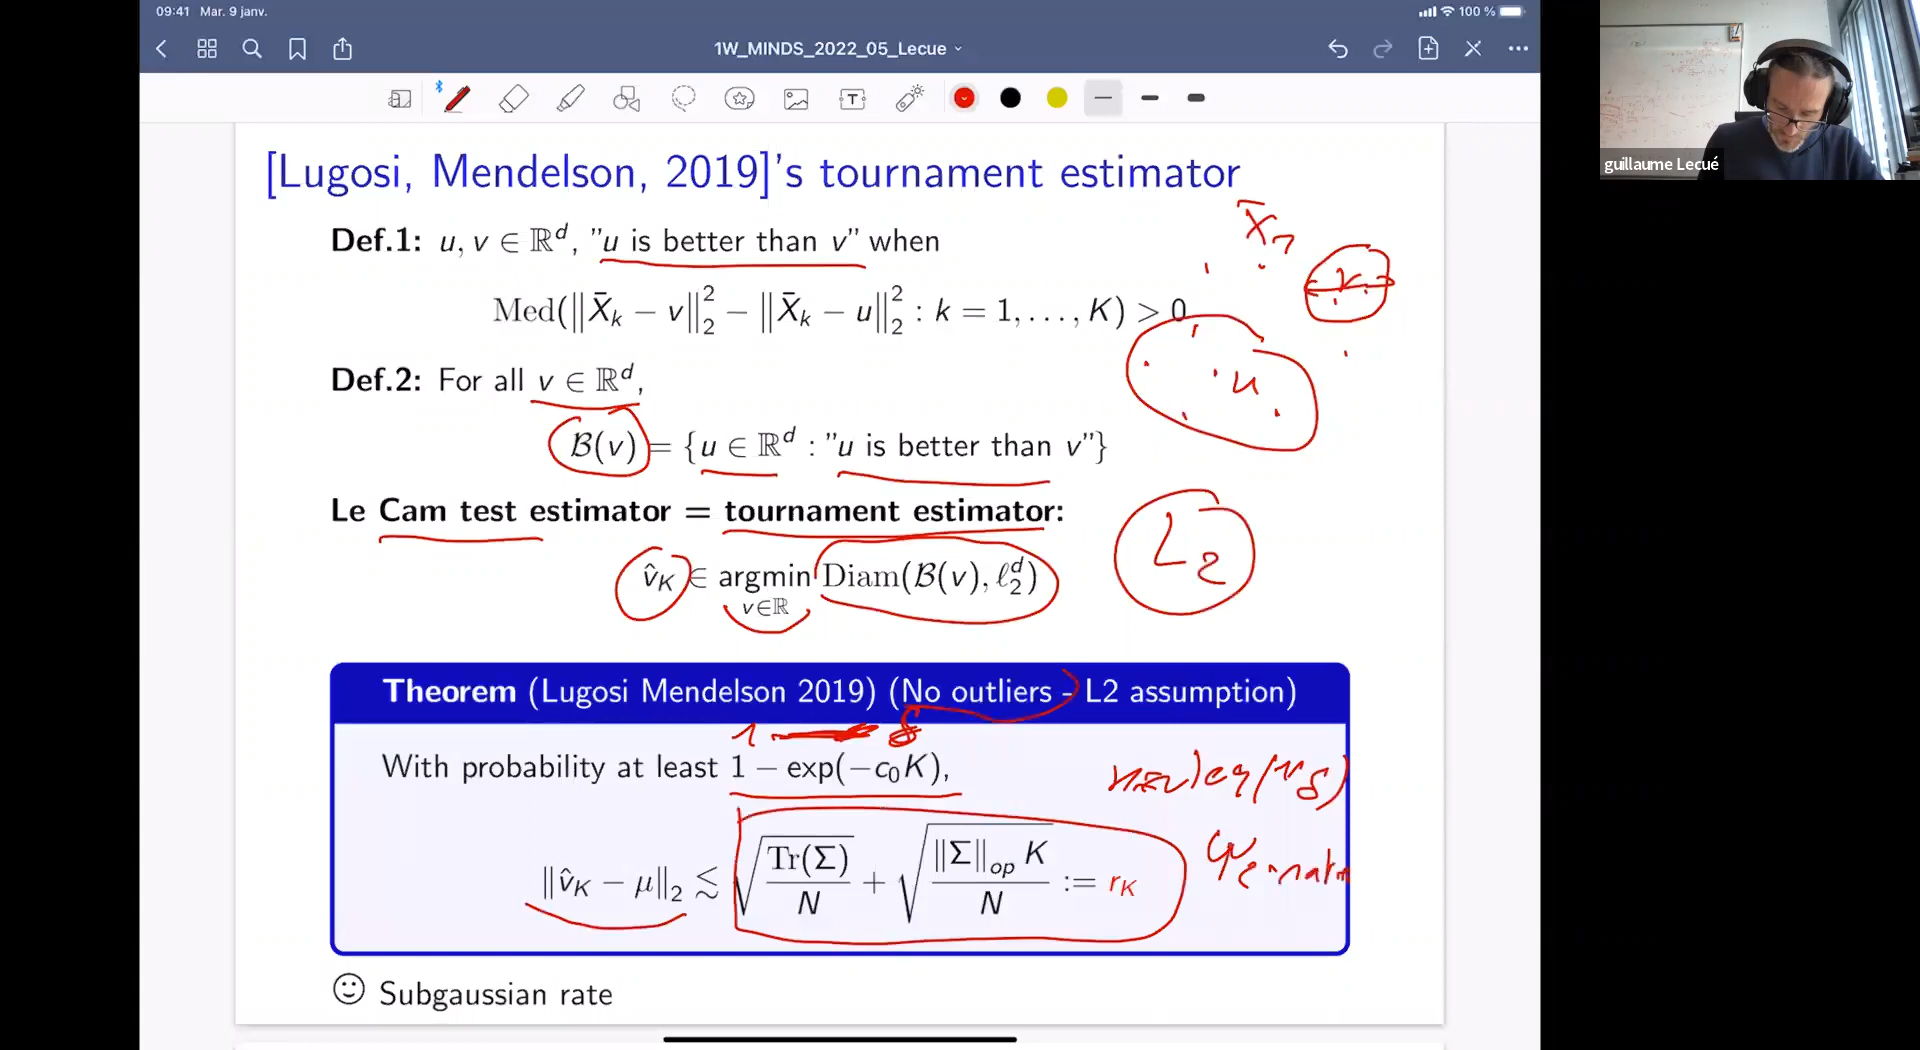 09:41 Mar. 9 janv.
100 %
1W_MINDS_2022_05_Lecue
guillaume Lecué
[Lugosi, Mendelson, 2019]'s tournament estimator
Def.1: u, v ∈ ℝ^d, "u is better than v" when
X̄
Med(‖X̄_k − v‖_2^2 − ‖X̄_k − u‖_2^2 : k = 1, . . . , K) > 0
v
u
Def.2: For all v ∈ ℝ^d,
B(v) = {u ∈ ℝ^d : "u is better than v"}
Le Cam test estimator = tournament estimator:
L_2
v̂_K ∈ argmin Diam(B(v), ℓ_2^d)
v∈ℝ
Theorem (Lugosi Mendelson 2019) (No outliers - L2 assumption)
1 - δ
With probability at least 1 − exp(−c_0K),
‖v̂_K − μ‖_2 ≲ √(Tr(Σ)/N) + √(‖Σ‖_op K/N) := r_K
Subgaussian rate